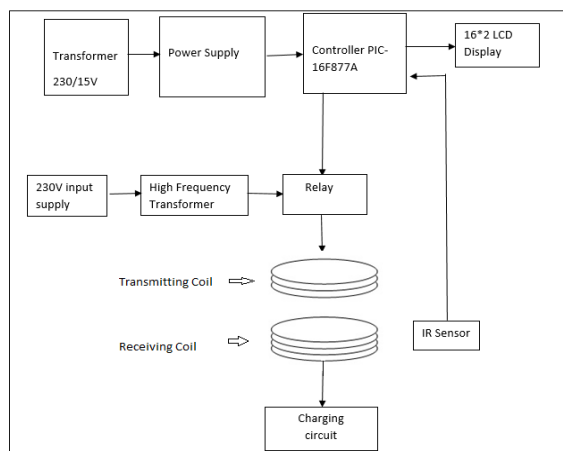 Transformer
230/15V
Power Supply
Controller PIC-
16F877A
16*2 LCD
Display
230V input
supply
High Frequency
Transformer
Relay
Transmitting Coil
Receiving Coil
IR Sensor
Charging
circuit